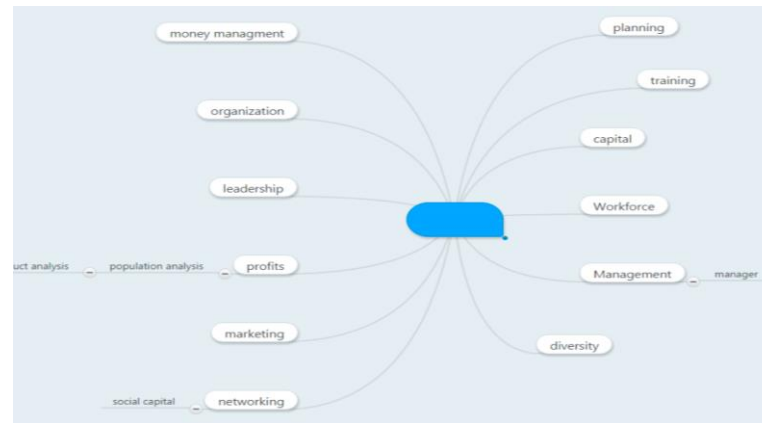 money managment
organization
leadership
uct analysis
population analysis
profits
marketing
social capital
networking
planning
training
capital
Workforce
Management
manager
diversity